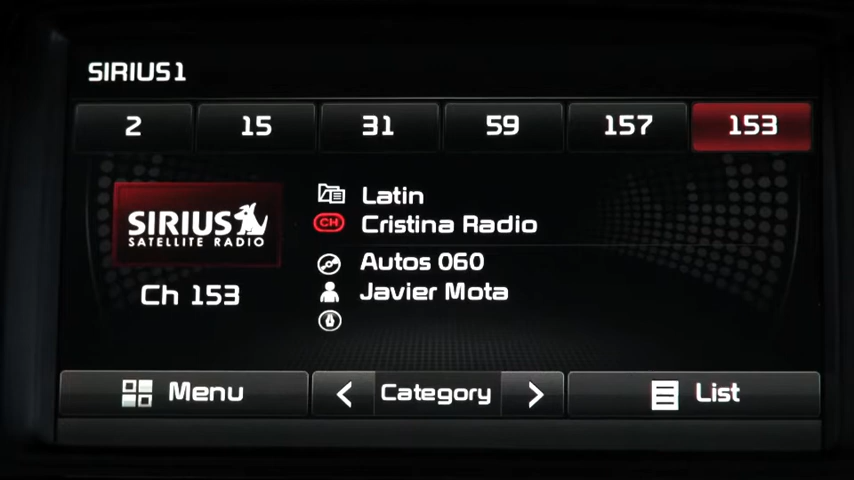 SIRIUS1
2 15 31 59 157 153
SIRIUS
SATELLITE RADIO
Ch 153
Latin
CH Cristina Radio
Autos 060
Javier Mota
Menu < Category > List